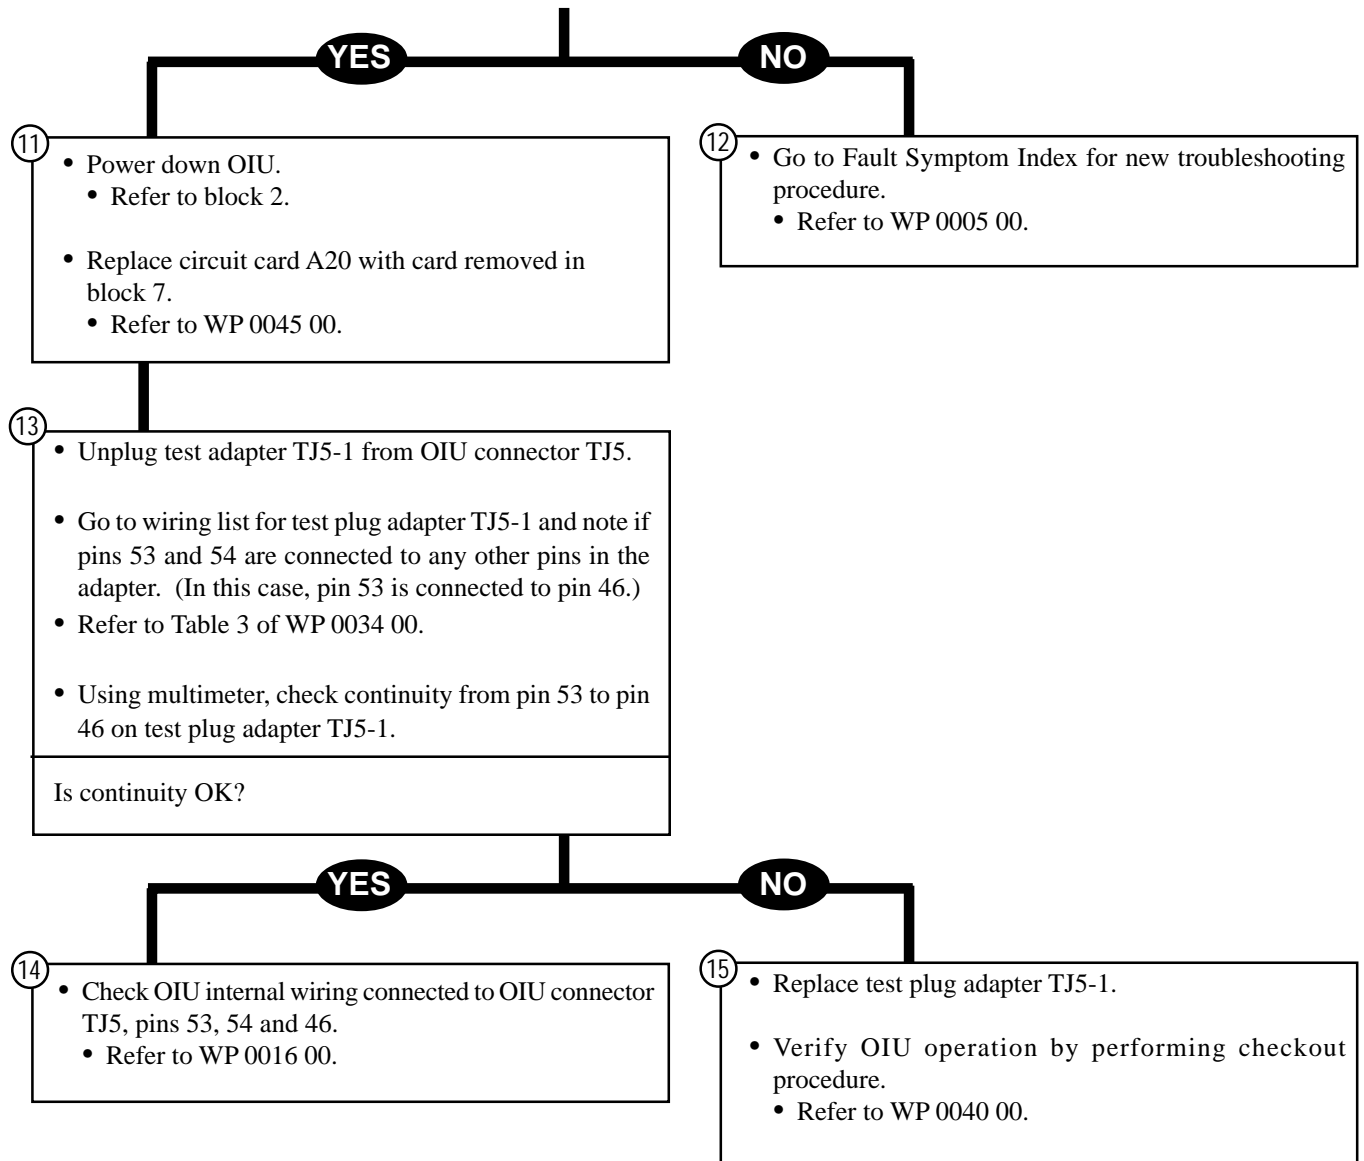 YES
NO
11
• Power down OIU.
• Refer to block 2.
• Replace circuit card A20 with card removed in
block 7.
• Refer to WP 0045 00.
12
• Go to Fault Symptom Index for new troubleshooting
procedure.
• Refer to WP 0005 00.
13
• Unplug test adapter TJ5-1 from OIU connector TJ5.
• Go to wiring list for test plug adapter TJ5-1 and note if
pins 53 and 54 are connected to any other pins in the
adapter. (In this case, pin 53 is connected to pin 46.)
• Refer to Table 3 of WP 0034 00.
• Using multimeter, check continuity from pin 53 to pin
46 on test plug adapter TJ5-1.
Is continuity OK?
YES
NO
14
• Check OIU internal wiring connected to OIU connector
TJ5, pins 53, 54 and 46.
• Refer to WP 0016 00.
15
• Replace test plug adapter TJ5-1.
• Verify OIU operation by performing checkout
procedure.
• Refer to WP 0040 00.